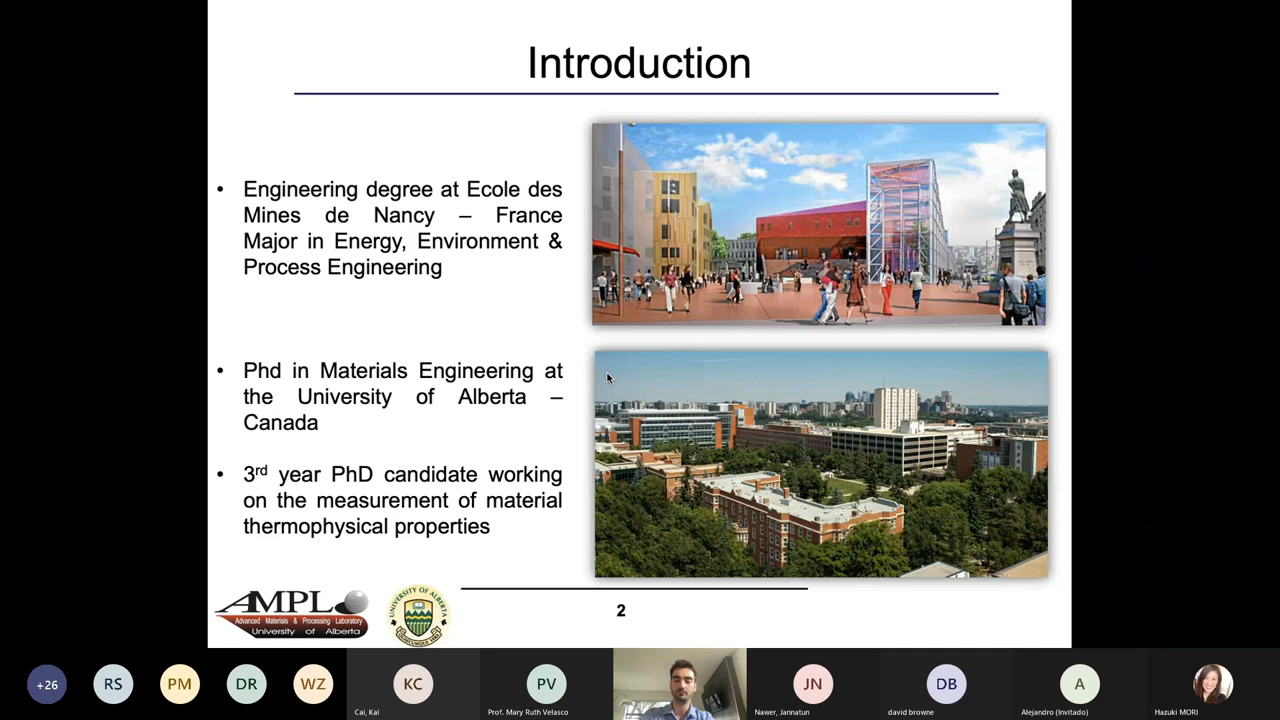 Introduction
• Engineering degree at Ecole des
Mines de Nancy – France
Major in Energy, Environment &
Process Engineering
• Phd in Materials Engineering at
the University of Alberta –
Canada
• 3rd year PhD candidate working
on the measurement of material
thermophysical properties
AMPL
Advanced Materials & Processing Laboratory
University of Alberta
UNIVERSITY OF ALBERTA
2
+26
RS
PM
DR
WZ
KC
Cai, Kai
PV
Prof. Mary Ruth Velasco
JN
Nawer, Jannatun
DB
david browne
A
Alejandro (Invitado)
Hazuki MORI